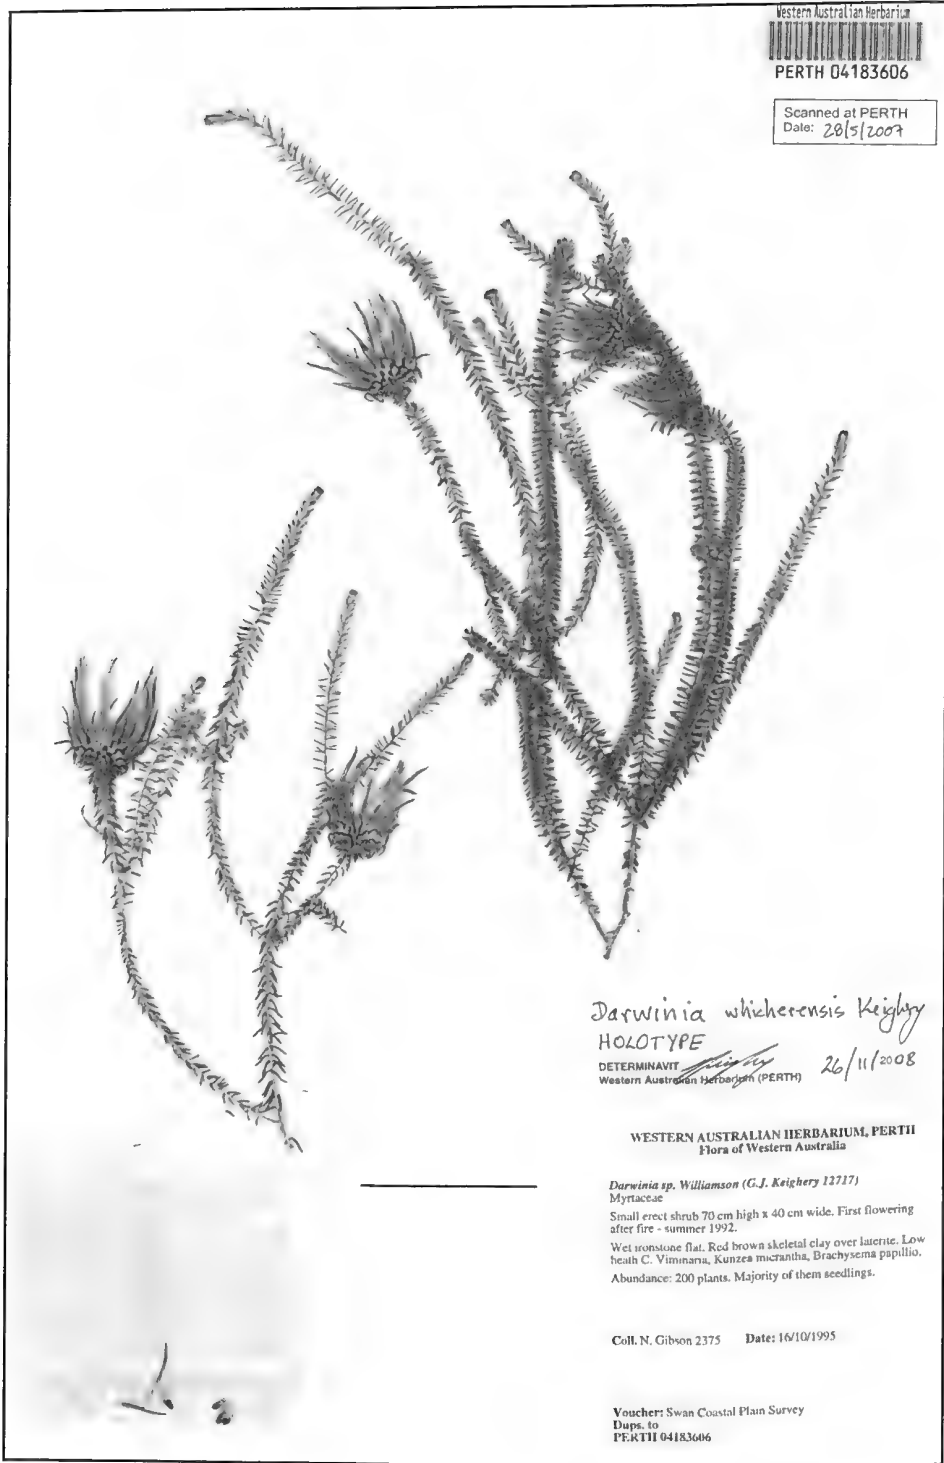 Western Australian Herbarium
PERTH 04183606
Scanned at PERTH
Date: 28/5/2007
Darwinia whicherensis Keighery
HOLOTYPE
DETERMINAVIT
26/11/2008
Western Australian Herbarium (PERTH)
WESTERN AUSTRALIAN HERBARIUM, PERTH
Flora of Western Australia
Darwinia sp. Williamson (G.J. Keighery 12717)
Myrtaceae
Small erect shrub 70 cm high x 40 cm wide. First flowering
after fire - summer 1992.
Wet ironstone flat. Red brown skeletal clay over laterite. Low
heath C. Viminaria, Kunzea micrantha, Brachysema papillio.
Abundance: 200 plants. Majority of them seedlings.
Coll. N. Gibson 2375 Date: 16/10/1995
Voucher: Swan Coastal Plain Survey
Dups. to
PERTH 04183606